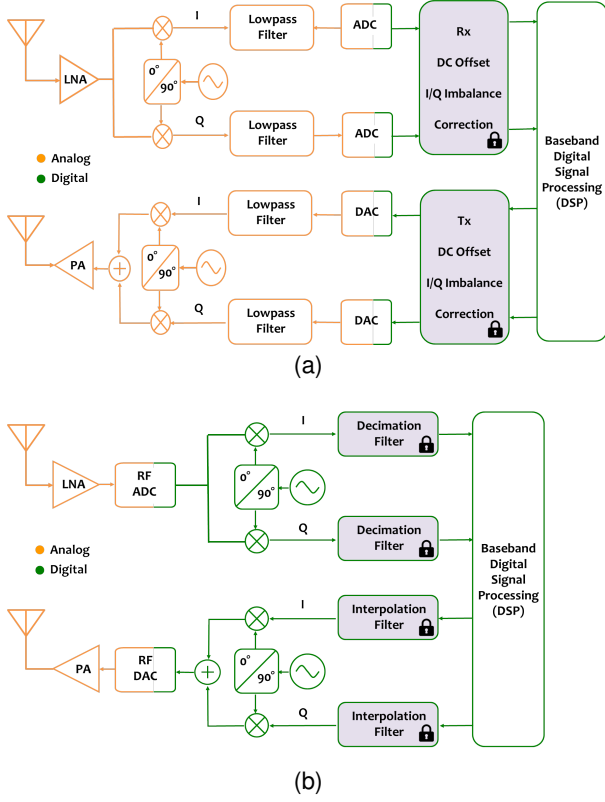 I
Lowpass
Filter
ADC
Rx
DC Offset
I/Q Imbalance
Correction
LNA
0°
90°
Q
Lowpass
Filter
ADC
Analog
Digital
Baseband
Digital
Signal
Processing
(DSP)
I
Lowpass
Filter
DAC
Tx
DC Offset
I/Q Imbalance
Correction
PA
0°
90°
Q
Lowpass
Filter
DAC
(a)
I
Decimation
Filter
LNA
RF
ADC
0°
90°
Q
Decimation
Filter
Analog
Digital
Baseband
Digital
Signal
Processing
(DSP)
I
Interpolation
Filter
PA
RF
DAC
0°
90°
Q
Interpolation
Filter
(b)